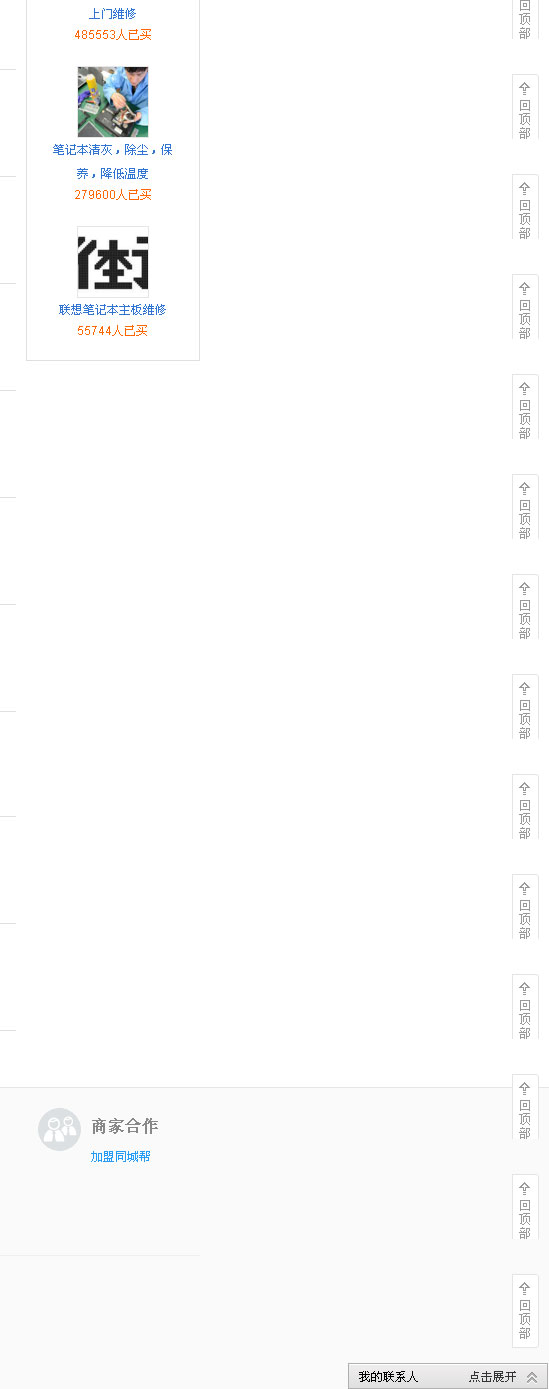 上门维修
485553人已买
笔记本清灰，除尘，保
养，降低温度
279600人已买
街
联想笔记本主板维修
55744人已买
回
顶
部
回
顶
部
回
顶
部
回
顶
部
回
顶
部
回
顶
部
回
顶
部
回
顶
部
回
顶
部
回
顶
部
回
顶
部
回
顶
部
回
顶
部
回
顶
部
商家合作
加盟同城帮
我的联系人 点击展开